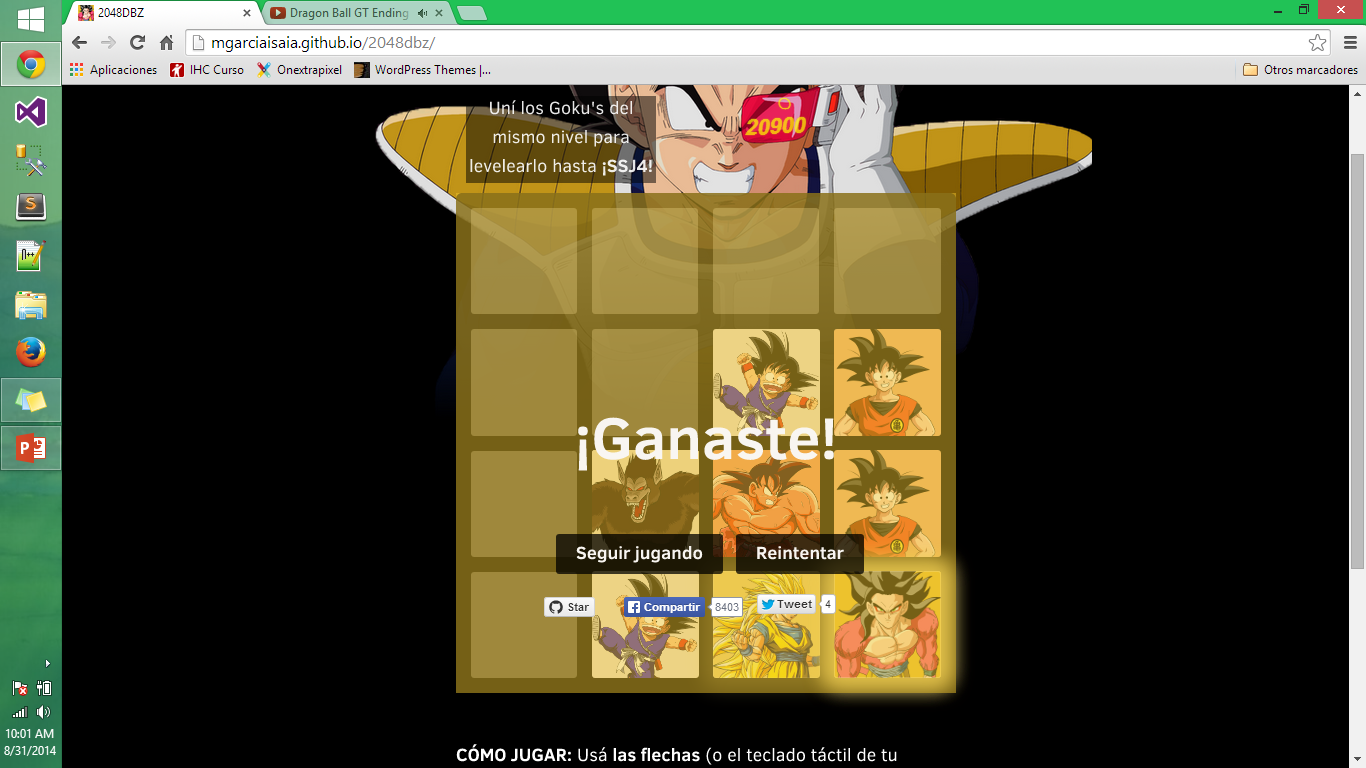 2048DBZ
Dragon Ball GT Ending
mgarciaisaia.github.io/2048dbz/
Aplicaciones
IHC Curso
Onextrapixel
WordPress Themes |...
Otros marcadores
Uní los Goku's del
mismo nivel para
levelearlo hasta ¡SSJ4!
20900
¡Ganaste!
Seguir jugando
Reintentar
Star
Compartir
8403
Tweet
4
CÓMO JUGAR: Usá las flechas (o el teclado táctil de tu
10:01 AM
8/31/2014